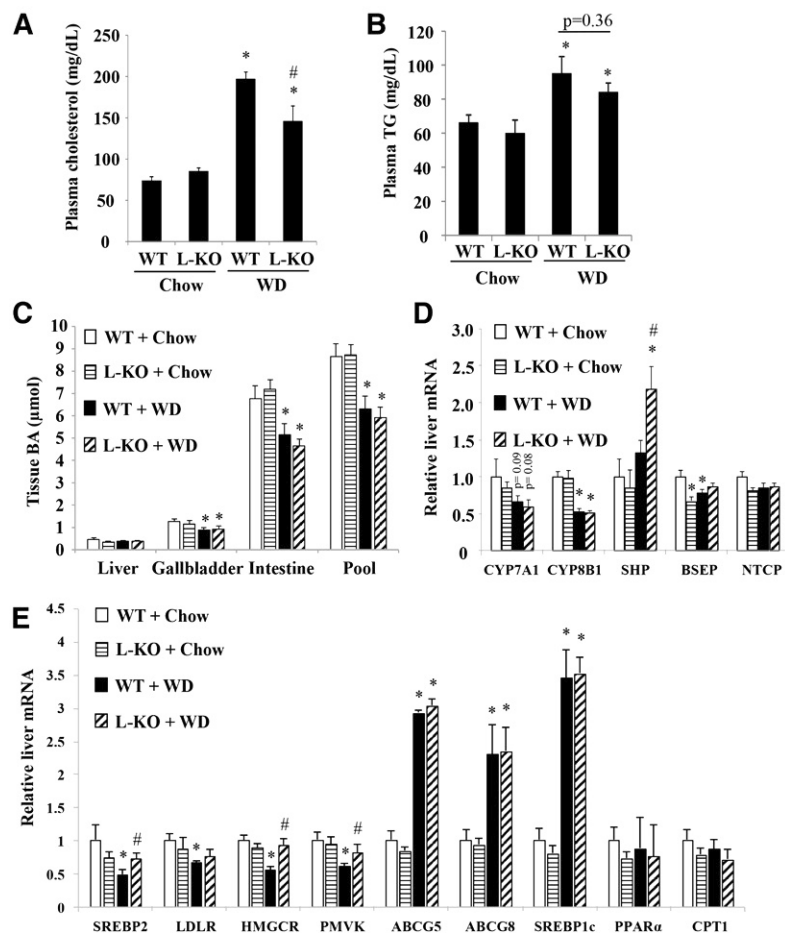 A
Plasma cholesterol (mg/dL)
250
200
150
100
50
0
*
#
*
WT L-KO WT L-KO
Chow WD
B
Plasma TG (mg/dL)
120
100
80
60
40
20
0
p=0.36
*
*
WT L-KO WT L-KO
Chow WD
C
Tissue BA (µmol)
10
9
8
7
6
5
4
3
2
1
0
WT + Chow
L-KO + Chow
WT + WD
L-KO + WD
* *
* *
* *
Liver Gallbladder Intestine Pool
D
Relative liver mRNA
3.0
2.5
2.0
1.5
1.0
0.5
0
WT + Chow
L-KO + Chow
WT + WD
L-KO + WD
p= 0.09
p= 0.08
* *
#
*
* *
CYP7A1 CYP8B1 SHP BSEP NTCP
E
Relative liver mRNA
4.5
4
3.5
3
2.5
2
1.5
1
0.5
0
WT + Chow
L-KO + Chow
WT + WD
L-KO + WD
* #
*
* #
* #
* *
* *
* *
SREBP2 LDLR HMGCR PMVK ABCG5 ABCG8 SREBP1c PPARα CPT1